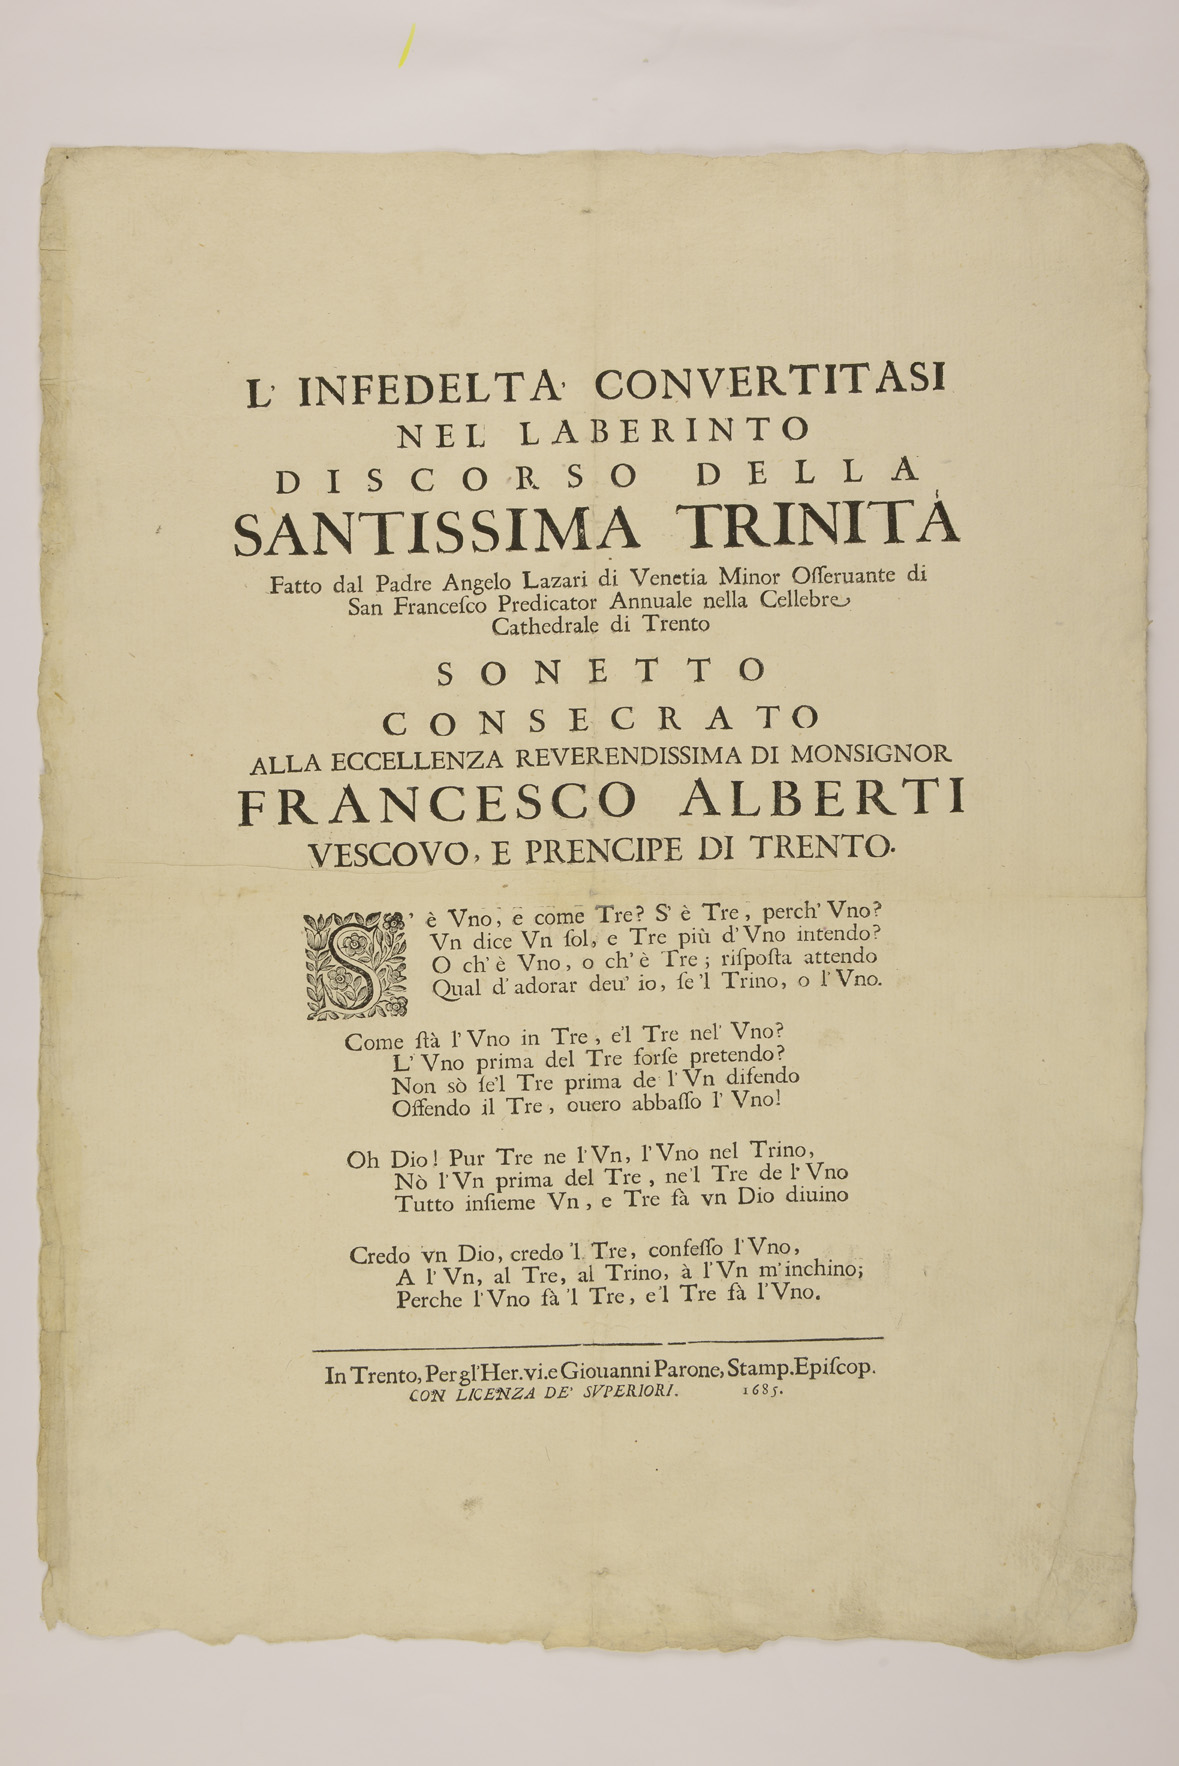 L' INFEDELTA' CONVERTITASI
NEL LABERINTO
DISCORSO DELLA
SANTISSIMA TRINITÀ
Fatto dal Padre Angelo Lazari di Venetia Minor Oſſeruante di
San Franceſco Predicator Annuale nella Cellebre
Cathedrale di Trento
SONETTO
CONSECRATO
ALLA ECCELLENZA REVERENDISSIMA DI MONSIGNOR
FRANCESCO ALBERTI
VESCOVO, E PRENCIPE DI TRENTO.
S' è Vno, e come Tre? S' è Tre, perch' Vno?
Vn dice Vn ſol, e Tre più d' Vno intendo?
O ch' è Vno, o ch' è Tre; riſpoſta attendo
Qual d' adorar deu' io, ſe 'l Trino, o l' Vno.
Come ſtà l' Vno in Tre, e'l Tre nel' Vno?
L' Vno prima del Tre forſe pretendo?
Non sò ſe'l Tre prima de l' Vn difendo
Offendo il Tre, ouero abbaſſo l' Vno!
Oh Dio! Pur Tre ne l' Vn, l' Vno nel Trino,
Nò l' Vn prima del Tre, ne'l Tre de l' Vno
Tutto inſieme Vn, e Tre fà vn Dio diuino
Credo vn Dio, credo 'l Tre, confeſſo l' Vno,
A l' Vn, al Tre, al Trino, à l' Vn m' inchino;
Perche l' Vno fà 'l Tre, e'l Tre fà l' Vno.
In Trento, Per gl' Her. vi. e Giouanni Parone, Stamp. Epiſcop.
CON LICENZA DE' SVPERIORI. 1685.